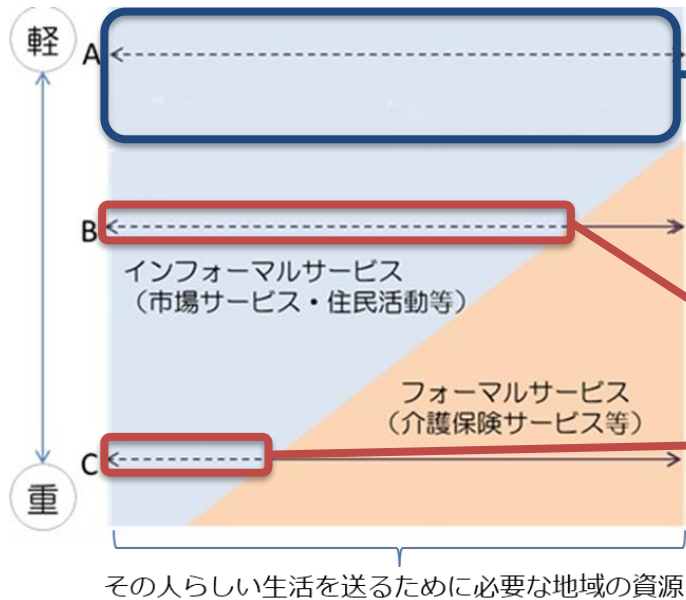 軽
A
B
インフォーマルサービス
（市場サービス・住民活動等）
フォーマルサービス
（介護保険サービス等）
C
重
その人らしい生活を送るために必要な地域の資源